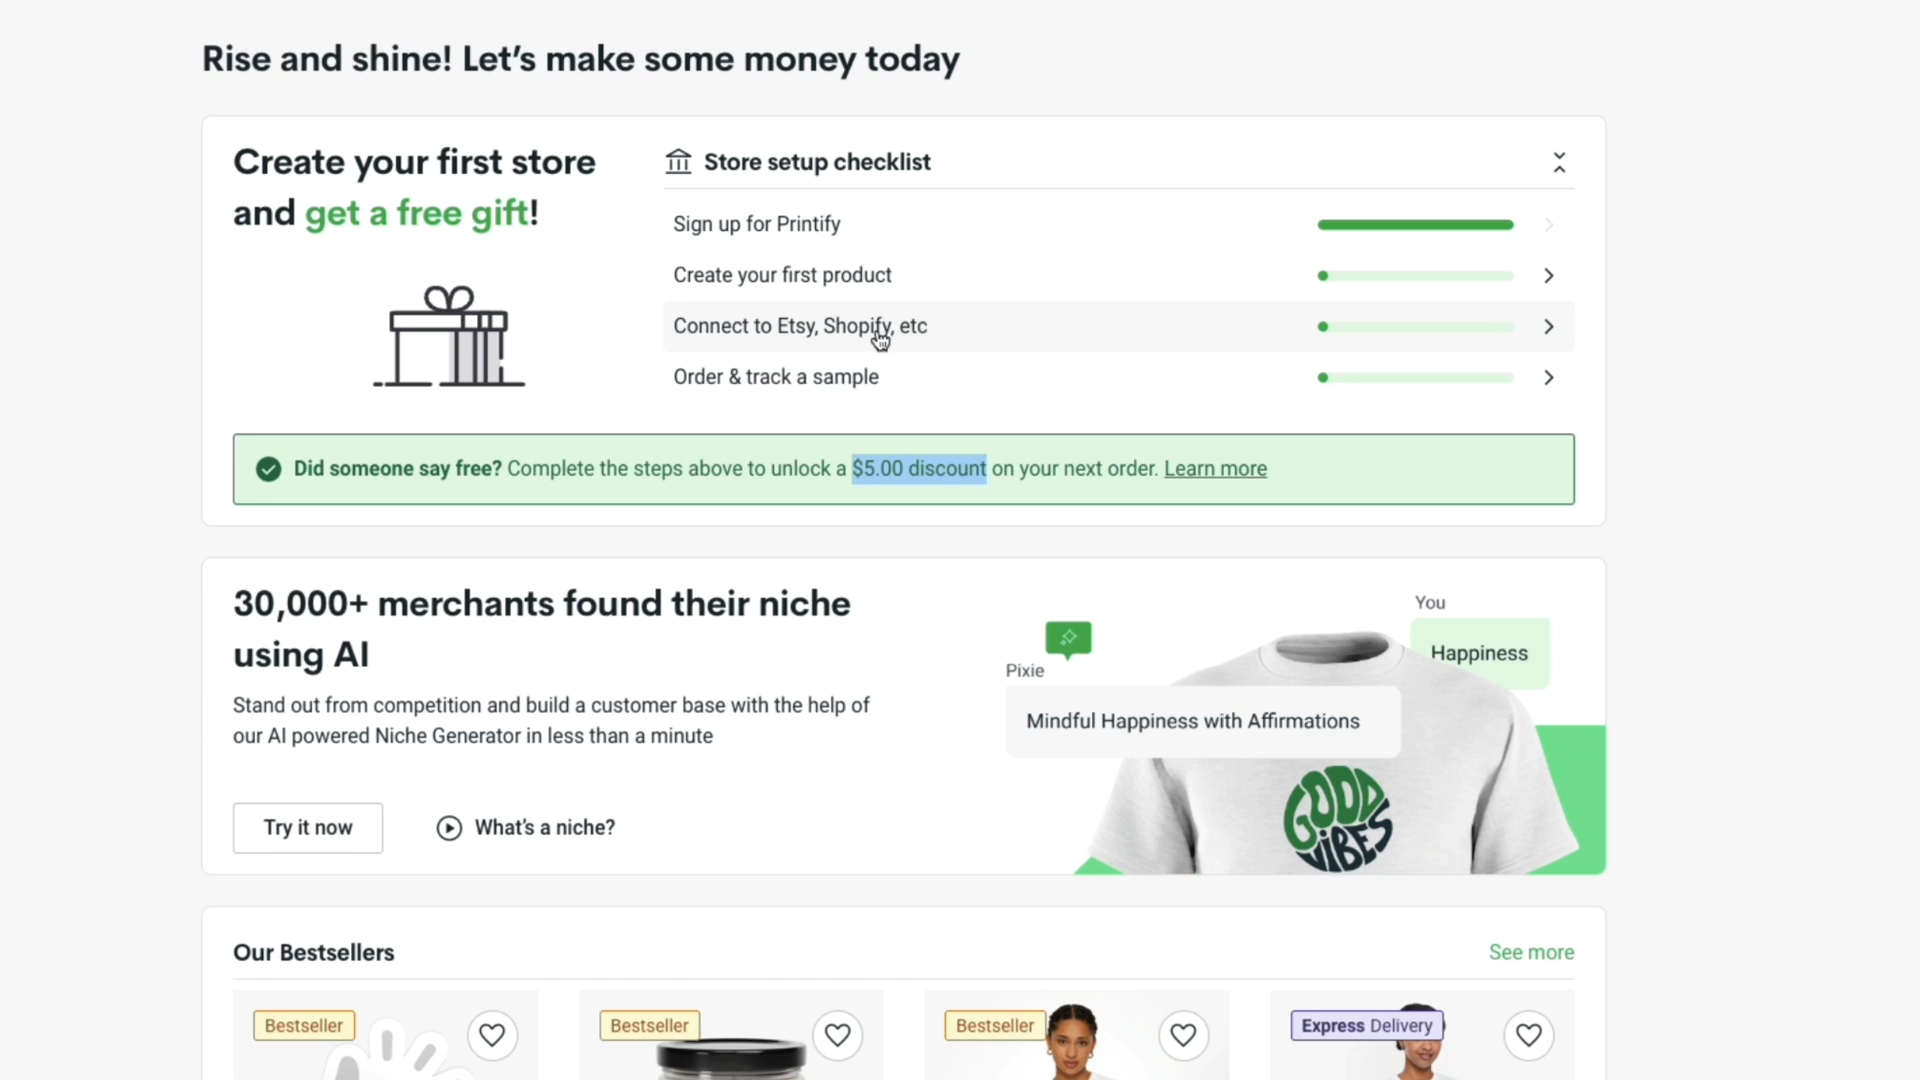 Rise and shine! Let's make some money today
Create your first store
and get a free gift!
Store setup checklist
Sign up for Printify
Create your first product
Connect to Etsy, Shopify, etc
Order & track a sample
Did someone say free? Complete the steps above to unlock a $5.00 discount on your next order. Learn more
30,000+ merchants found their niche
using AI
Stand out from competition and build a customer base with the help of
our AI powered Niche Generator in less than a minute
Try it now
What's a niche?
You
Happiness
Pixie
Mindful Happiness with Affirmations
GOOD
VIBES
Our Bestsellers
See more
Bestseller
Bestseller
Bestseller
Express Delivery